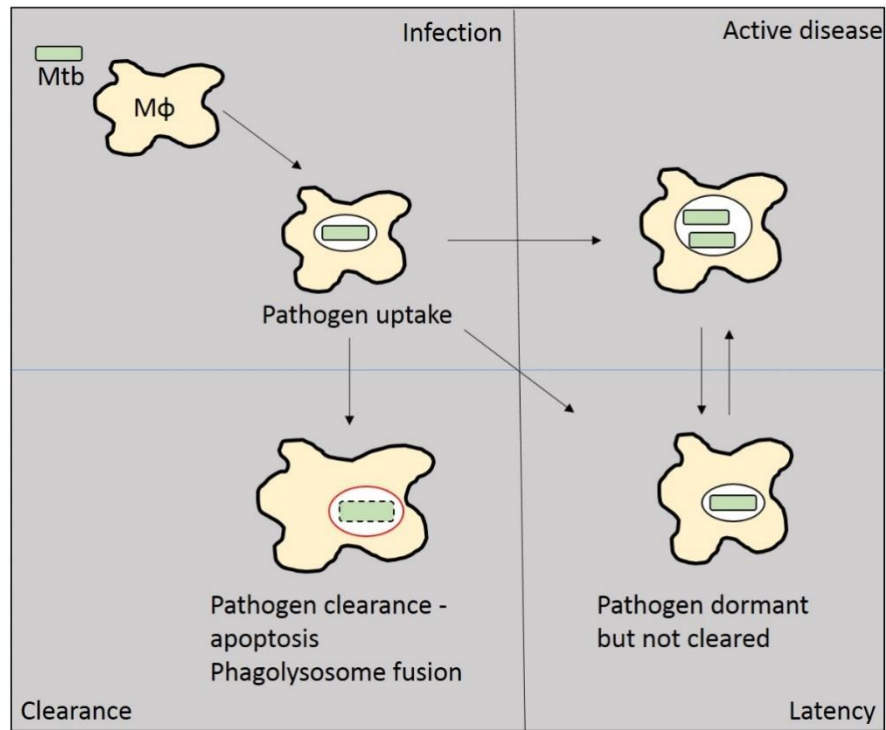 Infection
Active disease
Mtb
Mϕ
Pathogen uptake
Pathogen clearance -
apoptosis
Phagolysosome fusion
Pathogen dormant
but not cleared
Clearance
Latency